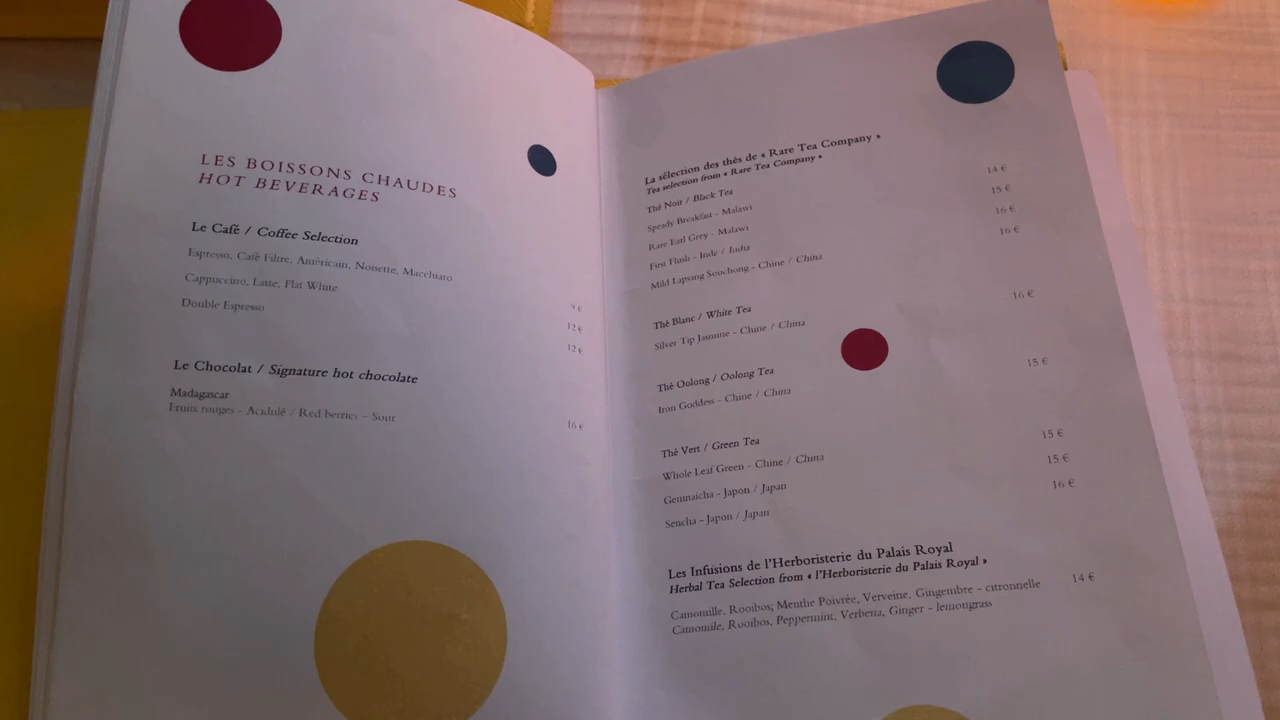 LES BOISSONS CHAUDES
HOT BEVERAGES
Le Café / Coffee Selection
Espresso, Café Filtre, Américain, Noisette, Macchiato
9 €
Cappuccino, Latte, Flat White
12 €
Double Espresso
12 €
Le Chocolat / Signature hot chocolate
Madagascar
Fruits rouges - Acidulé / Red berries – Sour
16 €
La sélection des thés de « Rare Tea Company »
Tea selection from « Rare Tea Company »
Thé Noir / Black Tea
Speady Breakfast - Malawi 14 €
Rare Earl Grey - Malawi 15 €
First Flush - Inde / India 16 €
Mild Lapsang Souchong - Chine / China 16 €
Thé Blanc / White Tea
Silver Tip Jasmine - Chine / China 16 €
Thé Oolong / Oolong Tea
Iron Goddess - Chine / China 15 €
Thé Vert / Green Tea
Whole Leaf Green - Chine / China 15 €
Genmaicha - Japon / Japan 15 €
Sencha - Japon / Japan 16 €
Les Infusions de l'Herboristerie du Palais Royal
Herbal Tea Selection from « l'Herboristerie du Palais Royal »
Camomille, Rooibos, Menthe Poivrée, Verveine, Gingembre - citronnelle 14 €
Camomile, Rooibos, Peppermint, Verbena, Ginger - lemongrass